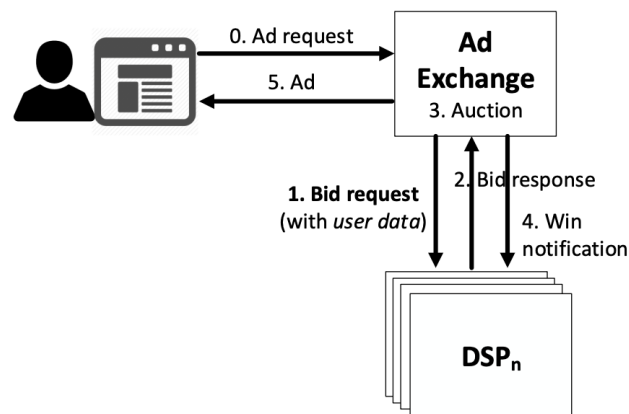 0. Ad request
5. Ad
Ad
Exchange
3. Auction
1. Bid request
(with user data)
2. Bid response
4. Win
notification
DSPn